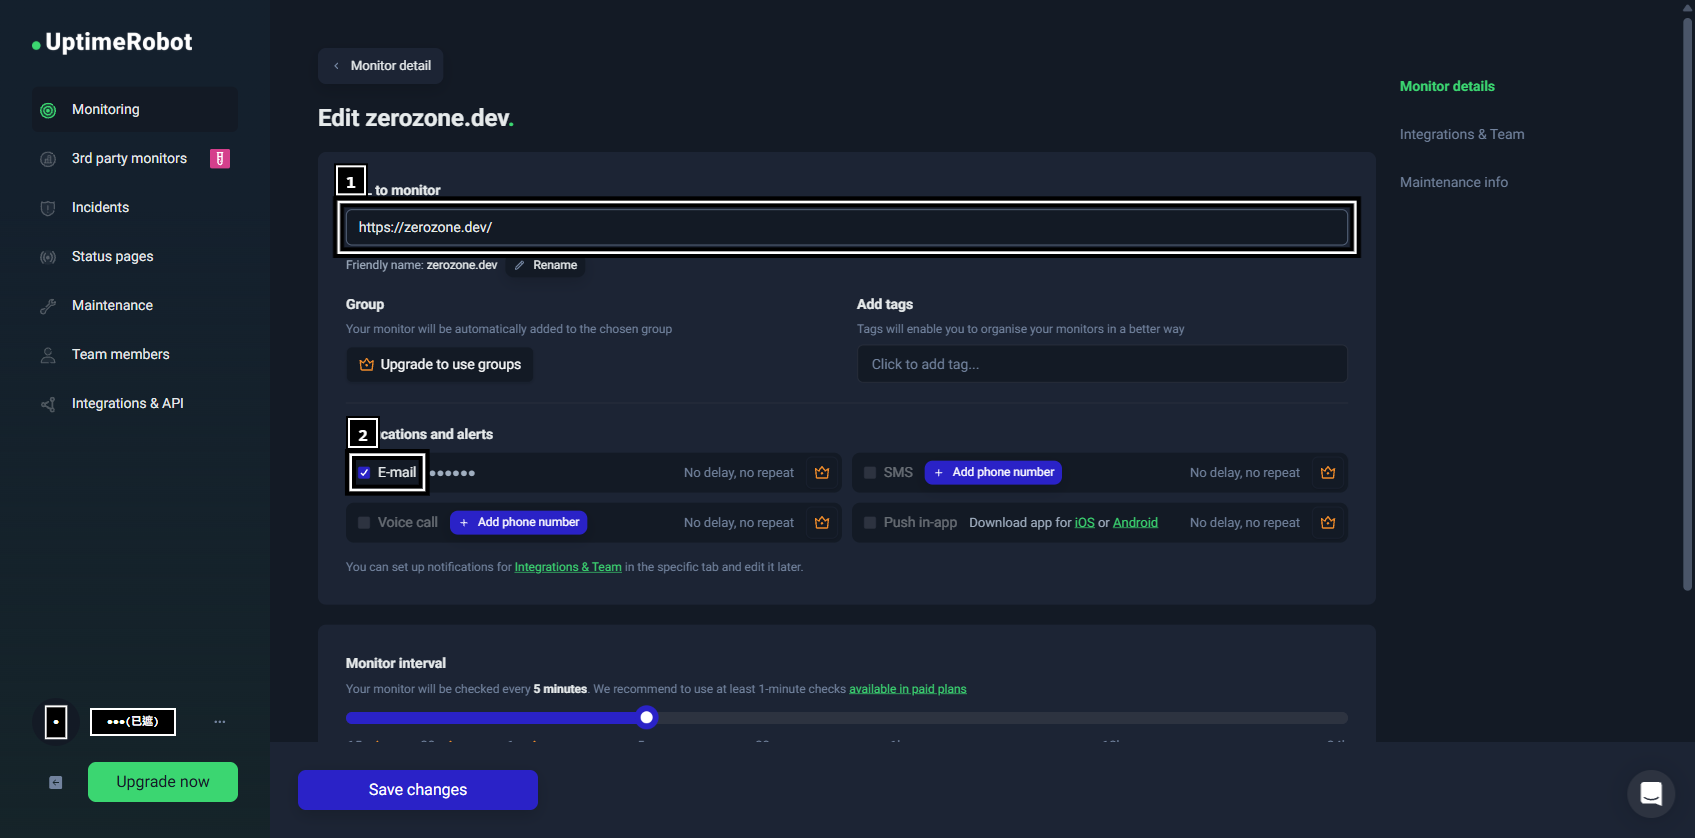 UptimeRobot
Monitoring
3rd party monitors
Incidents
Status pages
Maintenance
Team members
Integrations & API
•
•••(已遮)
...
Upgrade now
‹ Monitor detail
Edit zerozone.dev.
1
to monitor
https://zerozone.dev/
Friendly name: zerozone.dev Rename
Group
Your monitor will be automatically added to the chosen group
Upgrade to use groups
Add tags
Tags will enable you to organise your monitors in a better way
Click to add tag...
2
cations and alerts
E-mail •••••• No delay, no repeat
SMS + Add phone number No delay, no repeat
Voice call + Add phone number No delay, no repeat
Push in-app Download app for iOS or Android No delay, no repeat
You can set up notifications for Integrations & Team in the specific tab and edit it later.
Monitor interval
Your monitor will be checked every 5 minutes. We recommend to use at least 1-minute checks available in paid plans
Save changes
Monitor details
Integrations & Team
Maintenance info